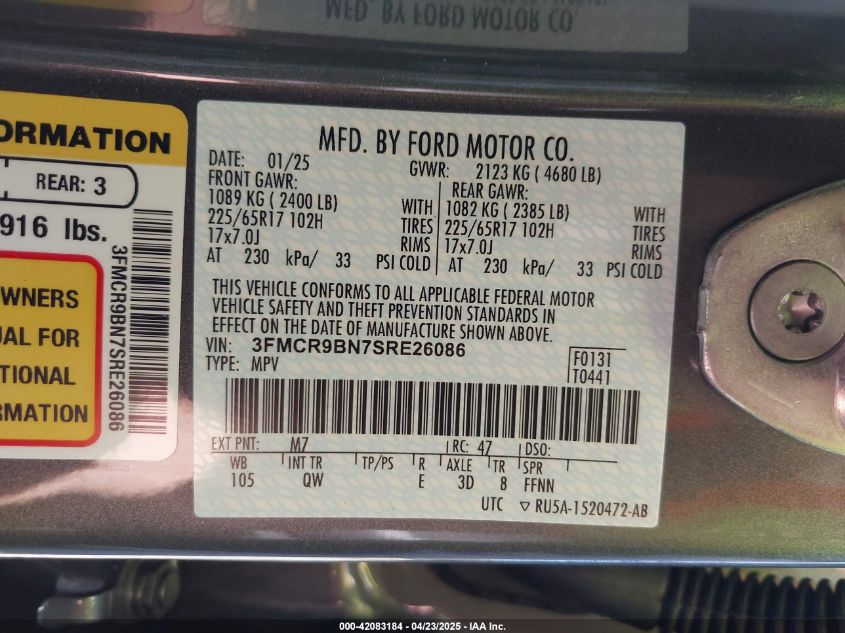 MFD. BY FORD MOTOR CO.
ORMATION
REAR: 3
916 lbs.
3FMCR9BN7SRE26086
WNERS
UAL FOR
TIONAL
RMATION
MFD. BY FORD MOTOR CO.
DATE: 01/25 GVWR: 2123 KG ( 4680 LB)
FRONT GAWR: REAR GAWR:
1089 KG ( 2400 LB) WITH 1082 KG ( 2385 LB) WITH
225/65R17 102H TIRES 225/65R17 102H TIRES
17x7.0J RIMS 17x7.0J RIMS
AT 230 kPa/ 33 PSI COLD AT 230 kPa/ 33 PSI COLD
THIS VEHICLE CONFORMS TO ALL APPLICABLE FEDERAL MOTOR
VEHICLE SAFETY AND THEFT PREVENTION STANDARDS IN
EFFECT ON THE DATE OF MANUFACTURE SHOWN ABOVE.
VIN: 3FMCR9BN7SRE26086 F0131
TYPE: MPV T0441
EXT PNT: M7 RC: 47 DSO:
WB INT TR TP/PS R AXLE TR SPR
105 QW E 3D 8 FFNN
UTC ▽ RU5A-1520472-AB
000-42083184 - 04/23/2025 - IAA Inc.